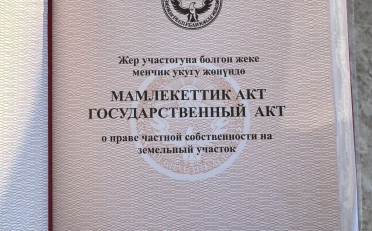 Жер участогуна болгон жеке
менчик укугу жөнүндө
МАМЛЕКЕТТИК АКТ
ГОСУДАРСТВЕННЫЙ АКТ
о праве частной собственности на
земельный участок